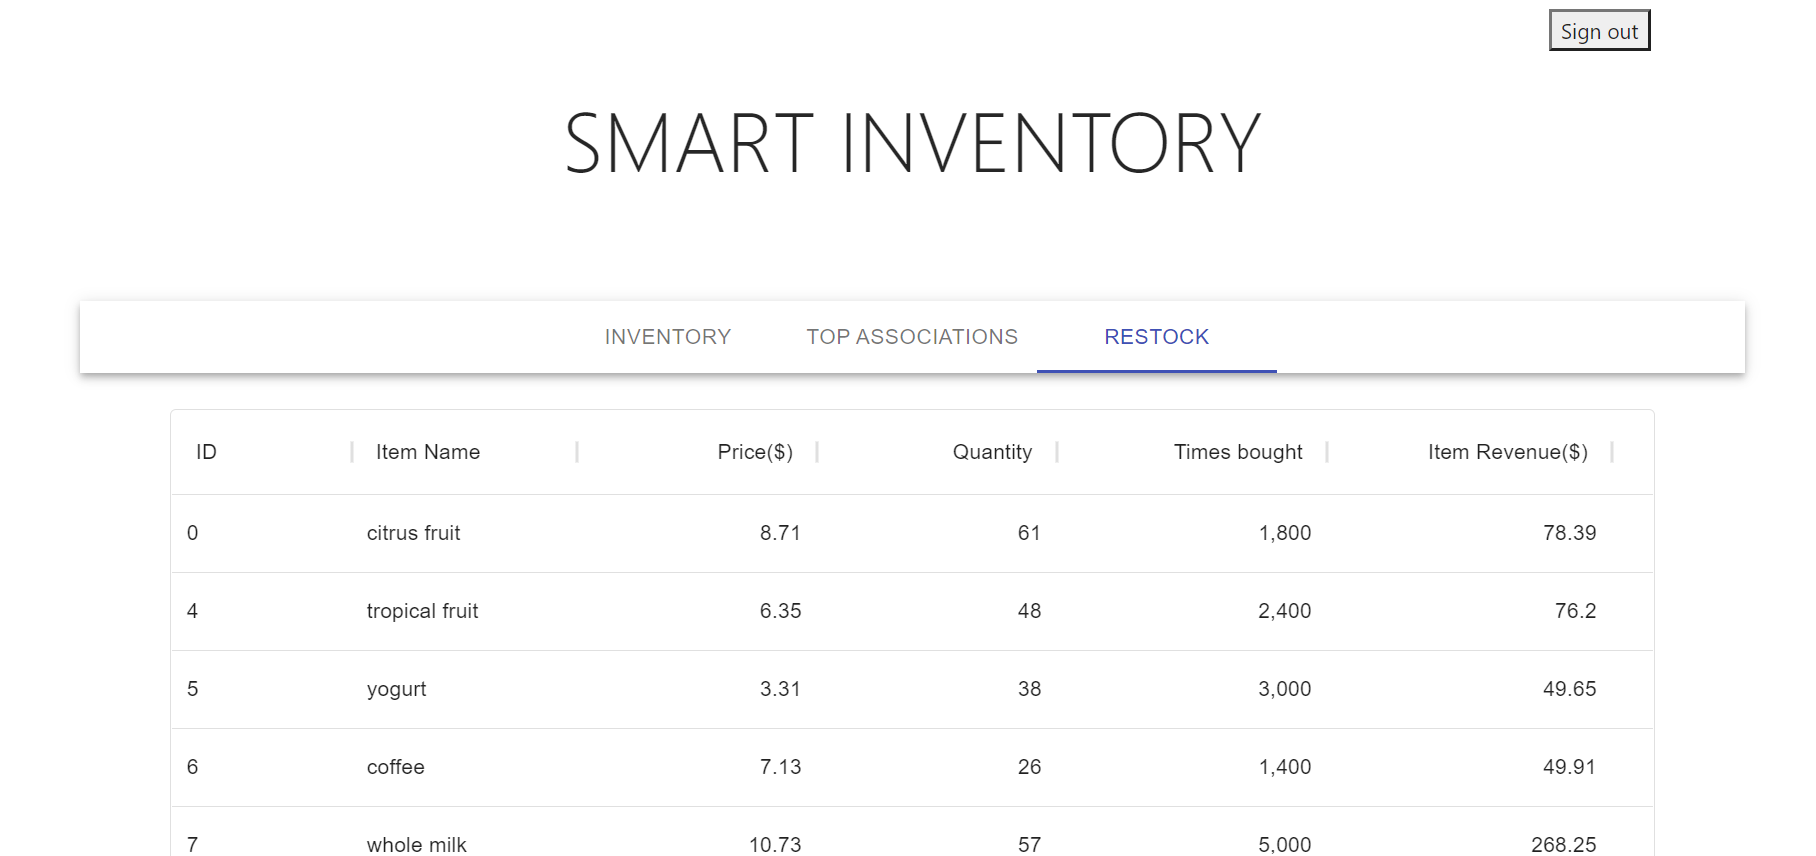 Sign out
SMART INVENTORY
INVENTORY TOP ASSOCIATIONS RESTOCK
ID Item Name Price($) Quantity Times bought Item Revenue($)
0 citrus fruit 8.71 61 1,800 78.39
4 tropical fruit 6.35 48 2,400 76.2
5 yogurt 3.31 38 3,000 49.65
6 coffee 7.13 26 1,400 49.91
7 whole milk 10.73 57 5,000 268.25